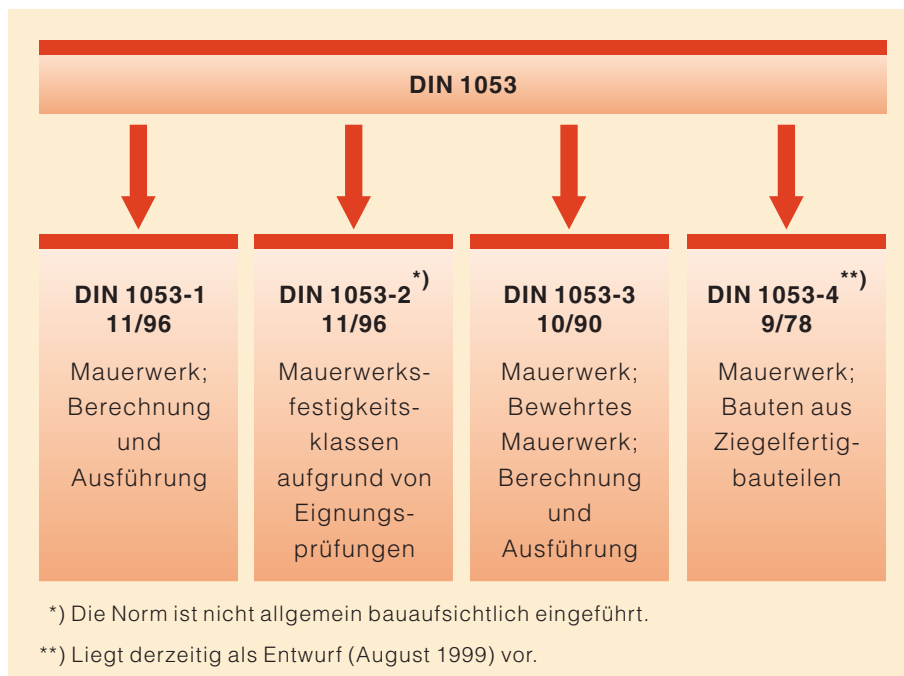 DIN 1053
DIN 1053-1
11/96
Mauerwerk;
Berechnung
und
Ausführung
DIN 1053-2 *)
11/96
Mauerwerks-
festigkeits-
klassen
aufgrund von
Eignungs-
prüfungen
DIN 1053-3
10/90
Mauerwerk;
Bewehrtes
Mauerwerk;
Berechnung
und
Ausführung
DIN 1053-4 **)
9/78
Mauerwerk;
Bauten aus
Ziegelfertig-
bauteilen
*) Die Norm ist nicht allgemein bauaufsichtlich eingeführt.
**) Liegt derzeitig als Entwurf (August 1999) vor.